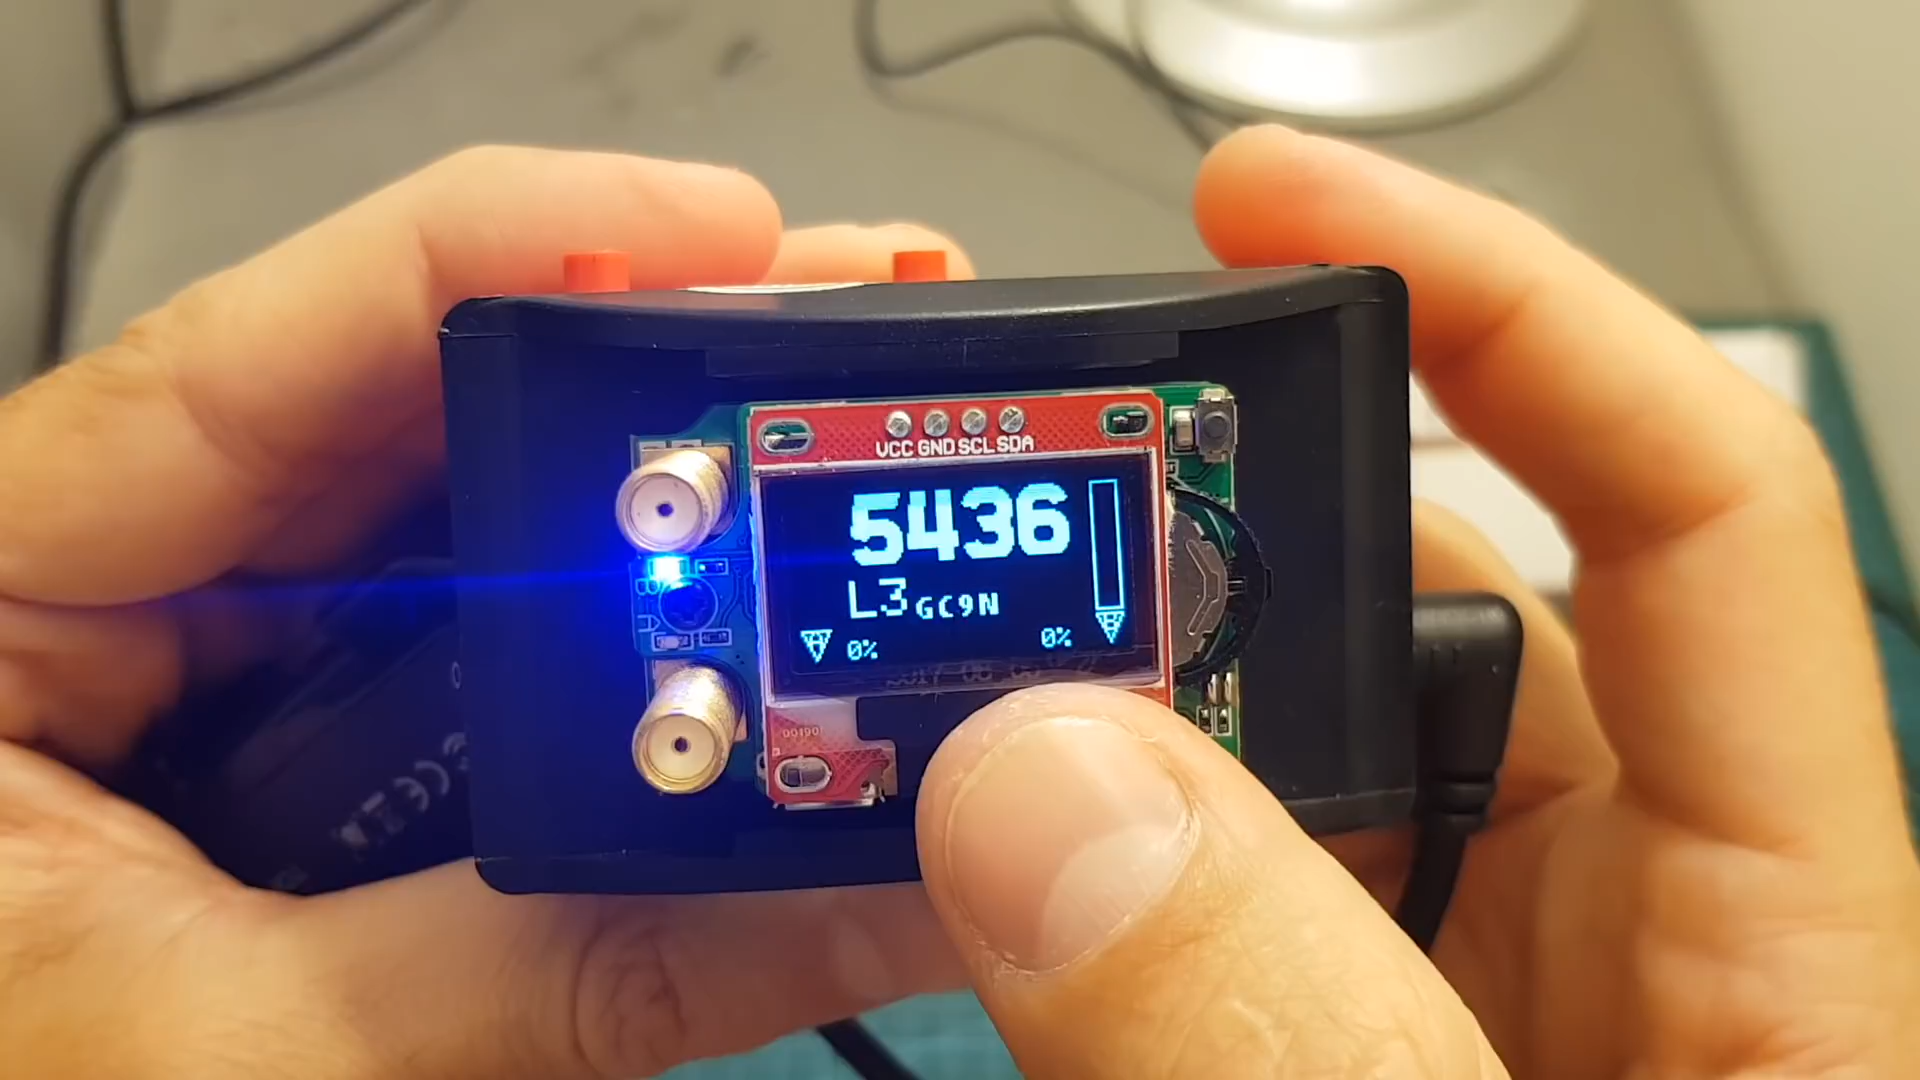 VCC GND SCL SDA
5436
L3 GC9N
A 0% 0% B
B
A